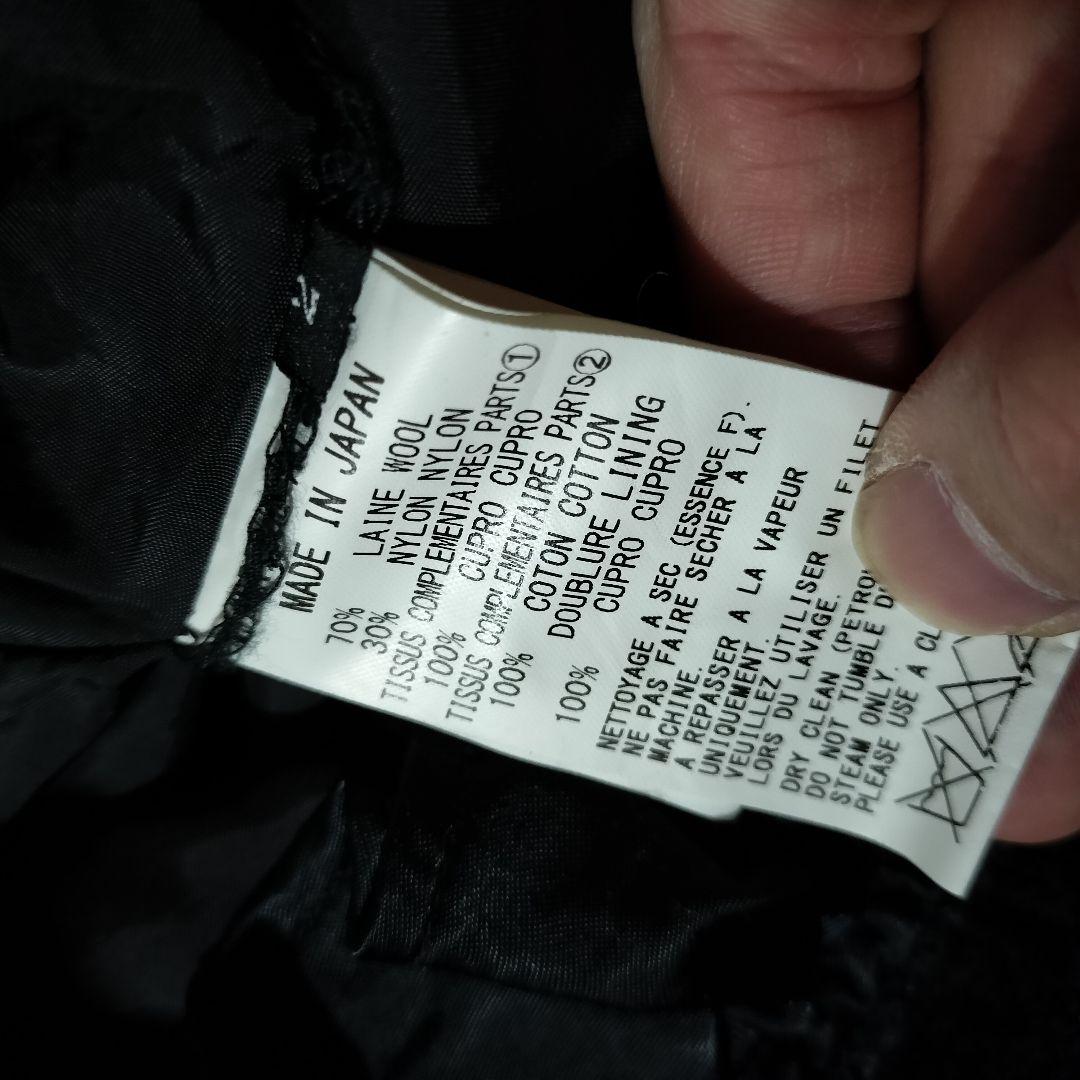 MADE IN JAPAN
70% LAINE WOOL
30% NYLON NYLON
TISSUS COMPLEMENTAIRES PARTS①
100% CUPRO CUPRO
TISSUS COMPLEMENTAIRES PARTS②
100% COTON COTTON
DOUBLURE LINING
100% CUPRO CUPRO
NETTOYAGE A SEC (ESSENCE F).
NE PAS FAIRE SECHER A LA
MACHINE.
A REPASSER A LA VAPEUR
UNIQUEMENT.
VEUILLEZ UTILISER UN FILET
LORS DU LAVAGE.
DRY CLEAN (PETRO
DO NOT TUMBLE D
STEAM ONLY.
PLEASE USE A CL